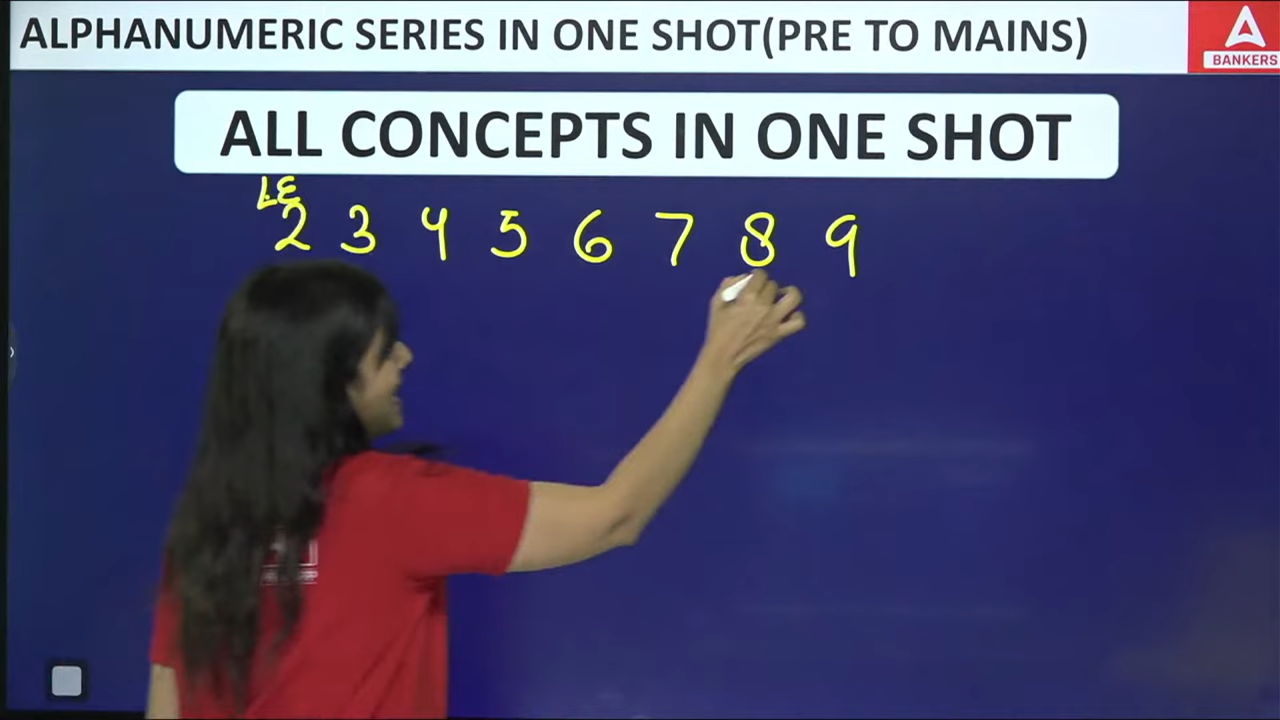 ALPHANUMERIC SERIES IN ONE SHOT(PRE TO MAINS)
BANKERS
ALL CONCEPTS IN ONE SHOT
LE
2 3 4 5 6 7 8 9